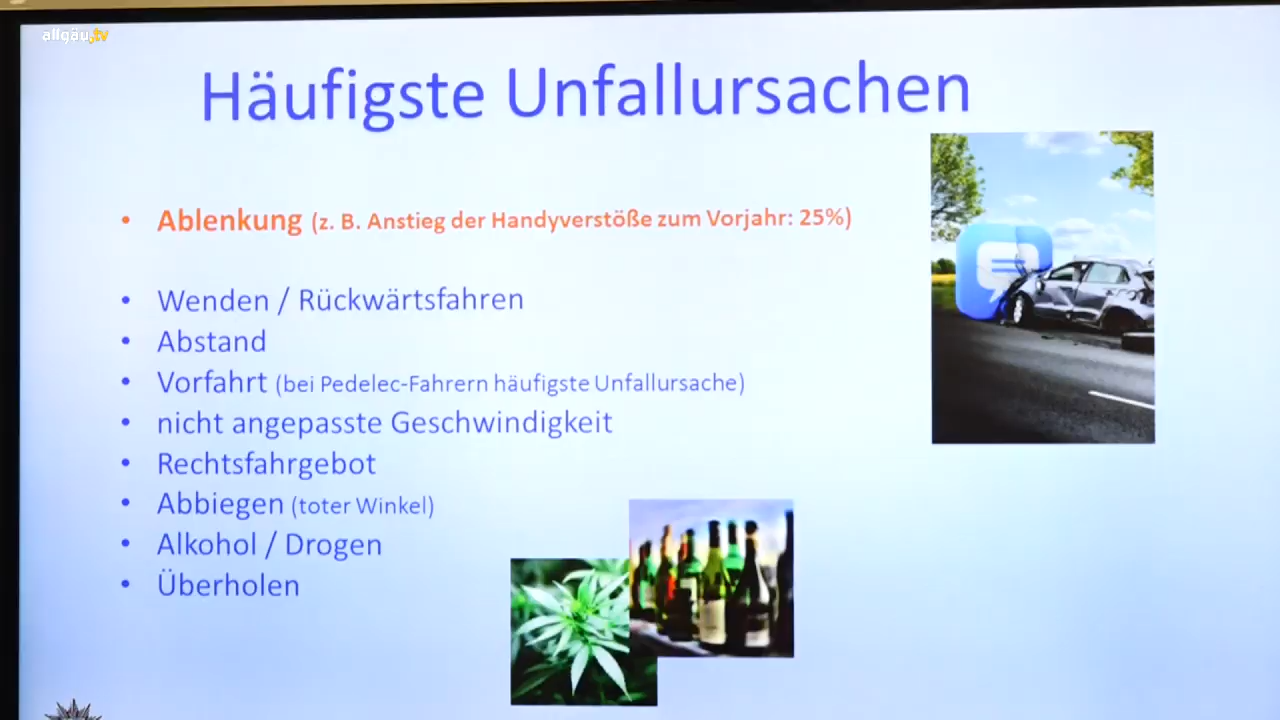 allgäu.tv
Häufigste Unfallursachen
• Ablenkung (z. B. Anstieg der Handyverstöße zum Vorjahr: 25%)
• Wenden / Rückwärtsfahren
• Abstand
• Vorfahrt (bei Pedelec-Fahrern häufigste Unfallursache)
• nicht angepasste Geschwindigkeit
• Rechtsfahrgebot
• Abbiegen (toter Winkel)
• Alkohol / Drogen
• Überholen